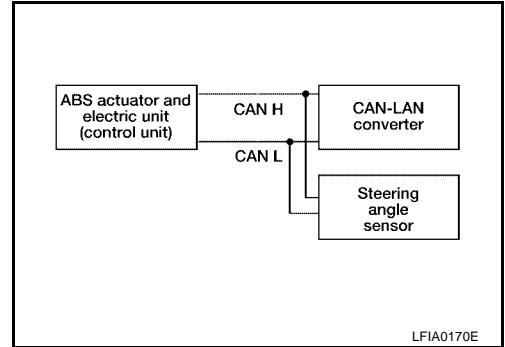 ABS actuator and
electric unit
(control unit)
CAN H
CAN L
CAN-LAN
converter
Steering
angle
sensor
LFIA0170E